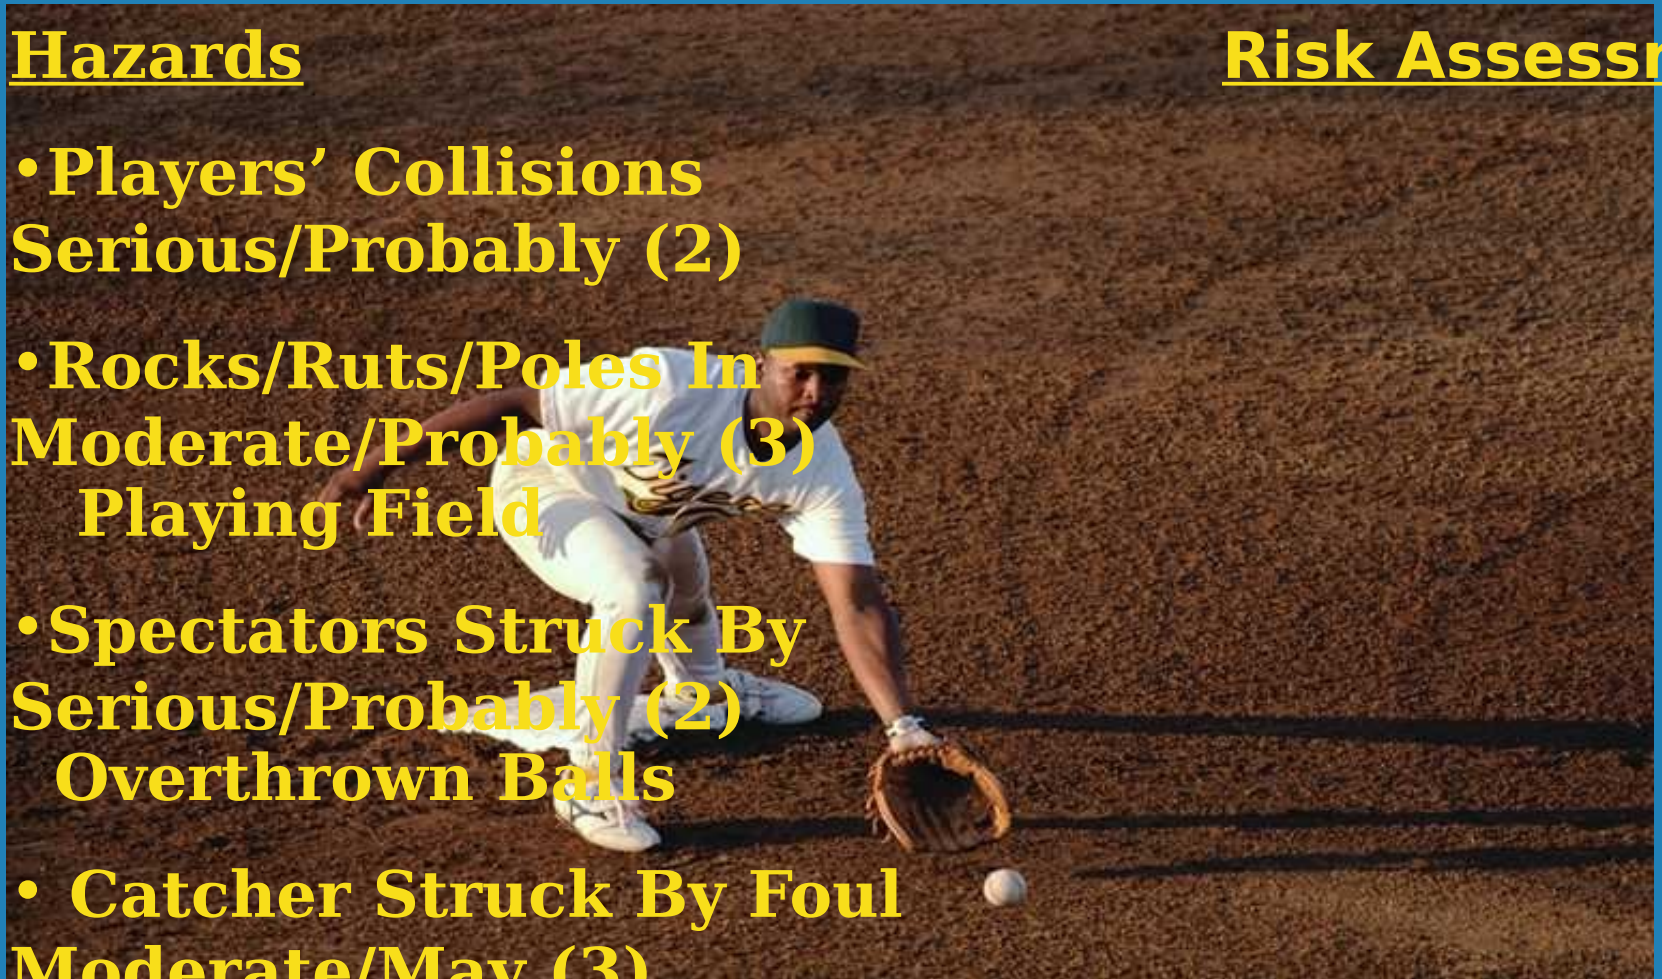 Hazards Risk Assessm
•Players’ Collisions
Serious/Probably (2)
•Rocks/Ruts/Poles In
Moderate/Probably (3)
Playing Field
•Spectators Struck By
Serious/Probably (2)
Overthrown Balls
• Catcher Struck By Foul
Moderate/May (3)